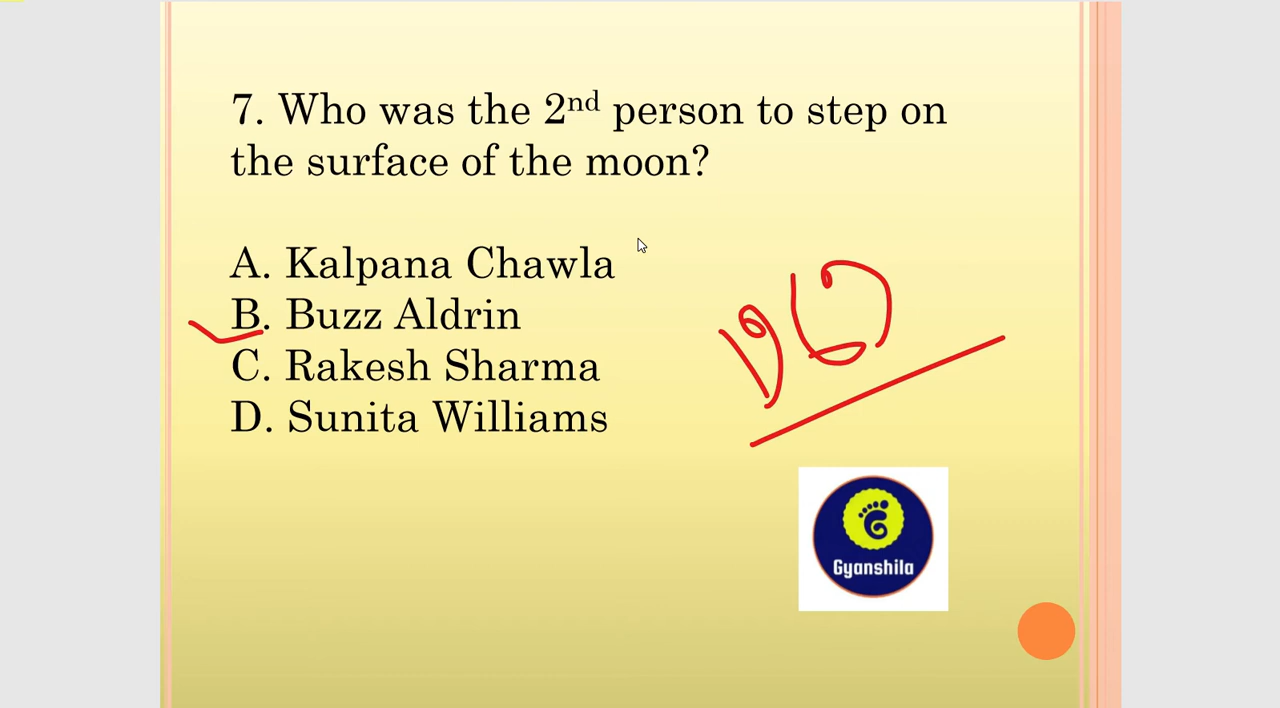 7. Who was the 2nd person to step on
the surface of the moon?
A. Kalpana Chawla
B. Buzz Aldrin
C. Rakesh Sharma
D. Sunita Williams
Gyanshila